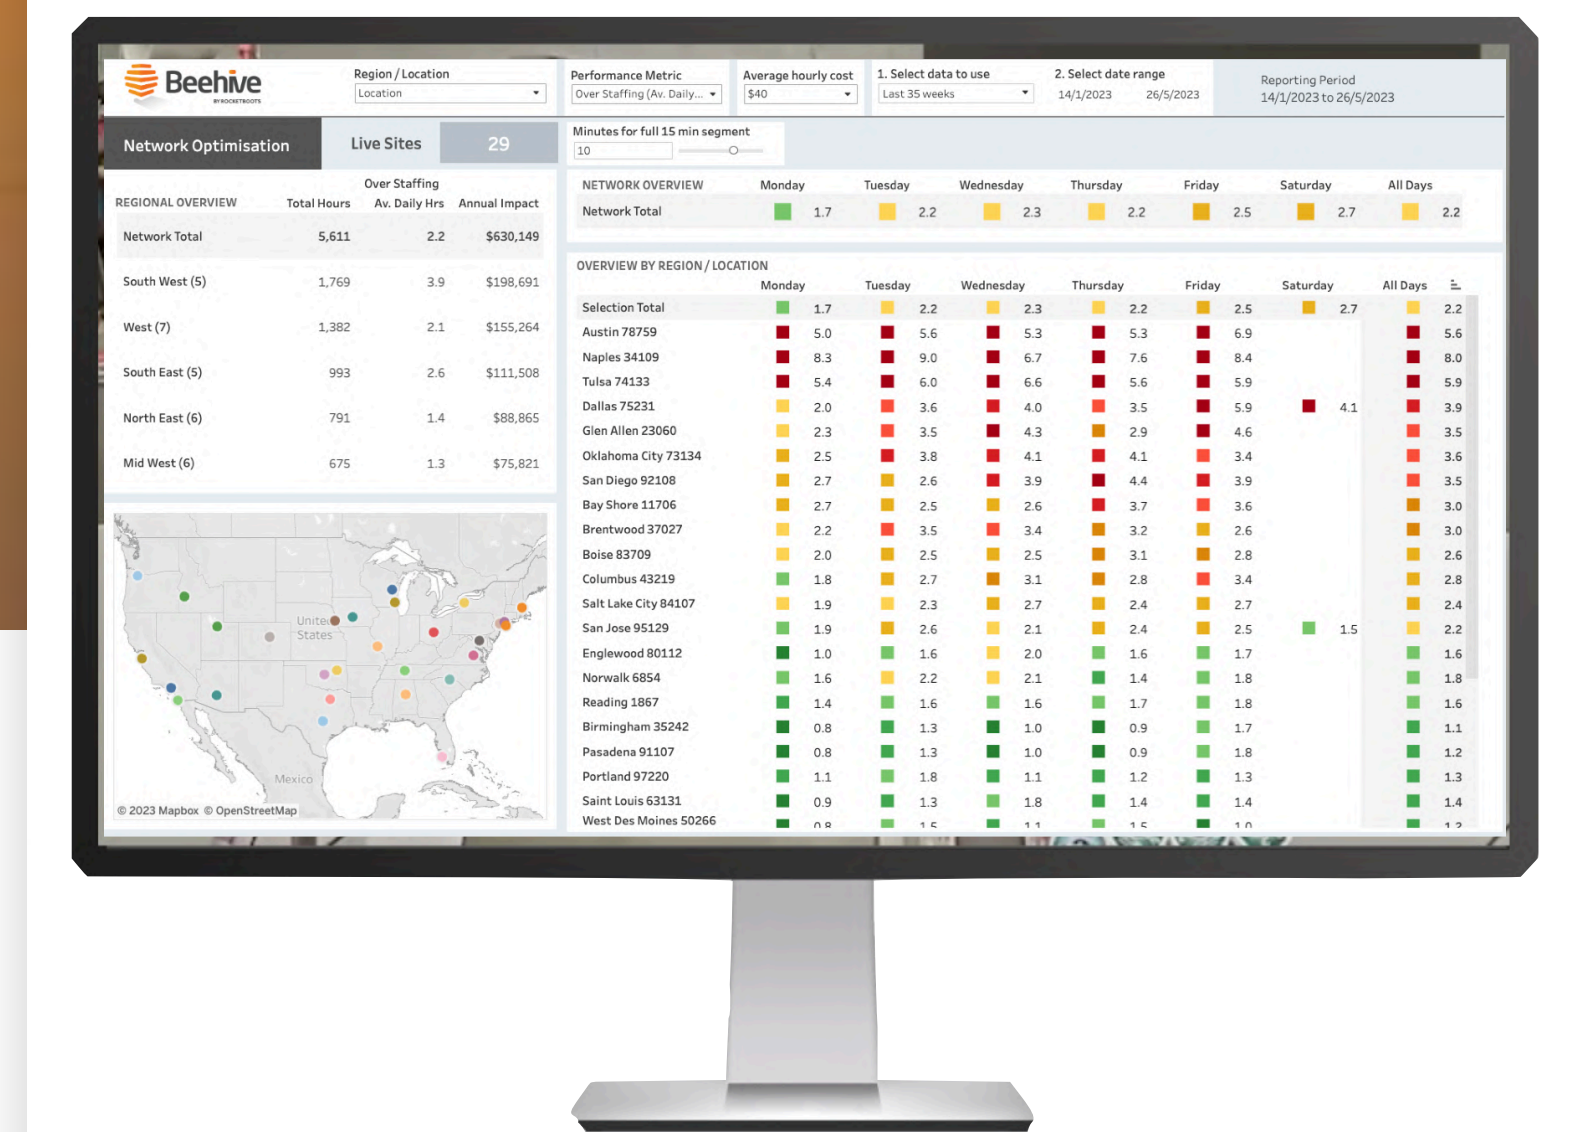 Beehive
BY ROCKETBOOTS
Region / Location
Location
Performance Metric
Over Staffing (Av. Daily...
Average hourly cost
$40
1. Select data to use
Last 35 weeks
2. Select date range
14/1/2023 26/5/2023
Reporting Period
14/1/2023 to 26/5/2023
Network Optimisation
Live Sites
29
Minutes for full 15 min segment
10
Over Staffing
REGIONAL OVERVIEW Total Hours Av. Daily Hrs Annual Impact
Network Total 5,611 2.2 $630,149
South West (5) 1,769 3.9 $198,691
West (7) 1,382 2.1 $155,264
South East (5) 993 2.6 $111,508
North East (6) 791 1.4 $88,865
Mid West (6) 675 1.3 $75,821
United
States
Mexico
© 2023 Mapbox © OpenStreetMap
NETWORK OVERVIEW Monday Tuesday Wednesday Thursday Friday Saturday All Days
Network Total 1.7 2.2 2.3 2.2 2.5 2.7 2.2
OVERVIEW BY REGION / LOCATION
Monday Tuesday Wednesday Thursday Friday Saturday All Days
Selection Total 1.7 2.2 2.3 2.2 2.5 2.7 2.2
Austin 78759 5.0 5.6 5.3 5.3 6.9 5.6
Naples 34109 8.3 9.0 6.7 7.6 8.4 8.0
Tulsa 74133 5.4 6.0 6.6 5.6 5.9 5.9
Dallas 75231 2.0 3.6 4.0 3.5 5.9 4.1 3.9
Glen Allen 23060 2.3 3.5 4.3 2.9 4.6 3.5
Oklahoma City 73134 2.5 3.8 4.1 4.1 3.4 3.6
San Diego 92108 2.7 2.6 3.9 4.4 3.9 3.5
Bay Shore 11706 2.7 2.5 2.6 3.7 3.6 3.0
Brentwood 37027 2.2 3.5 3.4 3.2 2.6 3.0
Boise 83709 2.0 2.5 2.5 3.1 2.8 2.6
Columbus 43219 1.8 2.7 3.1 2.8 3.4 2.8
Salt Lake City 84107 1.9 2.3 2.7 2.4 2.7 2.4
San Jose 95129 1.9 2.6 2.1 2.4 2.5 1.5 2.2
Englewood 80112 1.0 1.6 2.0 1.6 1.7 1.6
Norwalk 6854 1.6 2.2 2.1 1.4 1.8 1.8
Reading 1867 1.4 1.6 1.6 1.7 1.8 1.6
Birmingham 35242 0.8 1.3 1.0 0.9 1.7 1.1
Pasadena 91107 0.8 1.3 1.0 0.9 1.8 1.2
Portland 97220 1.1 1.8 1.1 1.2 1.3 1.3
Saint Louis 63131 0.9 1.3 1.8 1.4 1.4 1.4
West Des Moines 50266 0.8 1.5 1.1 1.5 1.0 1.2